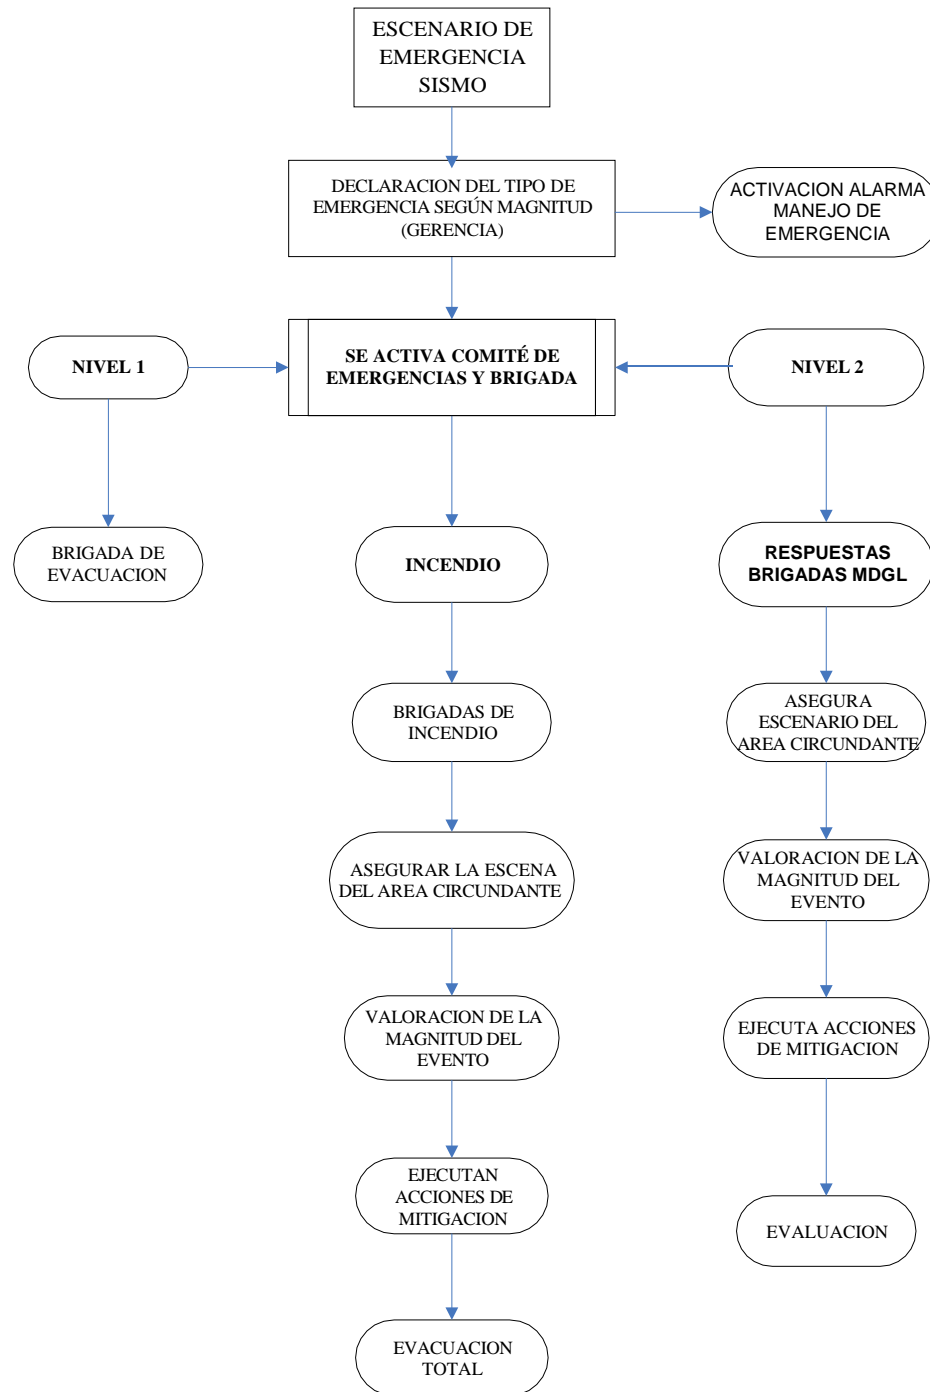 ESCENARIO DE
EMERGENCIA
SISMO
DECLARACION DEL TIPO DE
EMERGENCIA SEGÚN MAGNITUD
(GERENCIA)
ACTIVACION ALARMA
MANEJO DE
EMERGENCIA
NIVEL 1
SE ACTIVA COMITÉ DE
EMERGENCIAS Y BRIGADA
NIVEL 2
BRIGADA DE
EVACUACION
INCENDIO
RESPUESTAS
BRIGADAS MDGL
BRIGADAS DE
INCENDIO
ASEGURA
ESCENARIO DEL
AREA CIRCUNDANTE
ASEGURAR LA ESCENA
DEL AREA CIRCUNDANTE
VALORACION DE LA
MAGNITUD DEL
EVENTO
VALORACION DE LA
MAGNITUD DEL
EVENTO
EJECUTA ACCIONES
DE MITIGACION
EJECUTAN
ACCIONES DE
MITIGACION
EVALUACION
EVACUACION
TOTAL